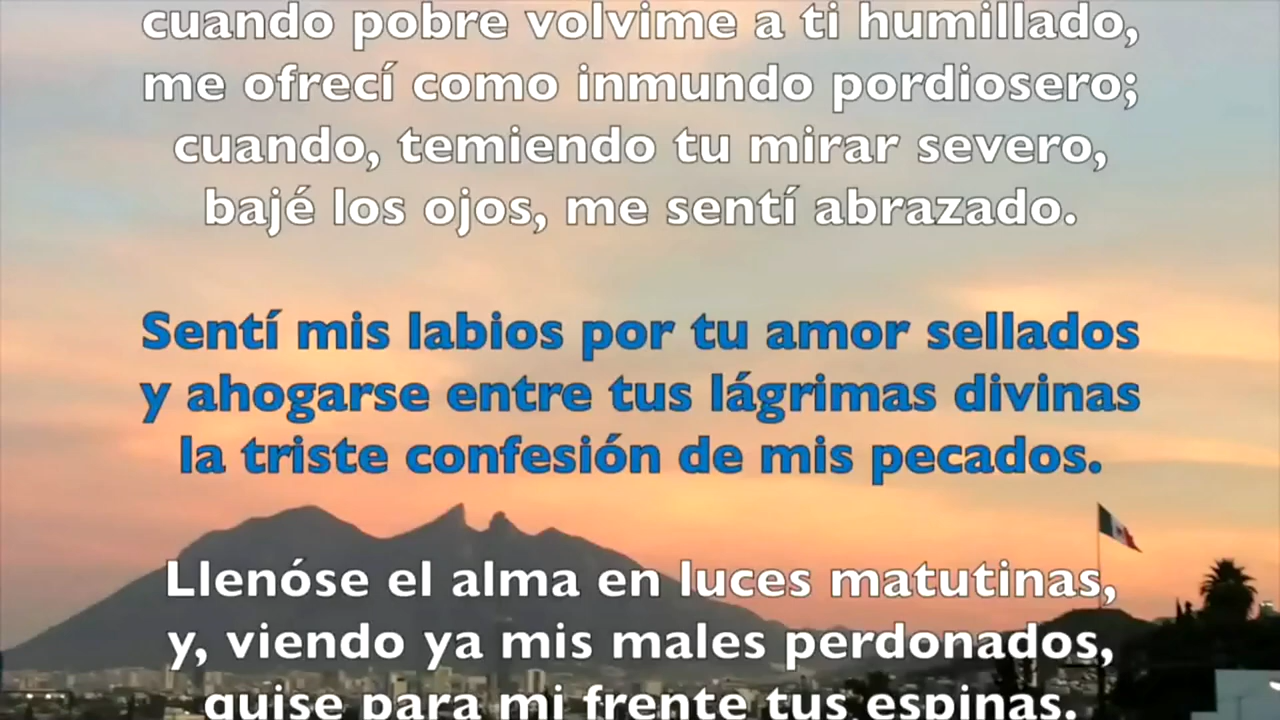 cuando pobre volvime a ti humillado,
me ofrecí como inmundo pordiosero;
cuando, temiendo tu mirar severo,
bajé los ojos, me sentí abrazado.
Sentí mis labios por tu amor sellados
y ahogarse entre tus lágrimas divinas
la triste confesión de mis pecados.
Llenóse el alma en luces matutinas,
y, viendo ya mis males perdonados,
quise para mi frente tus espinas.